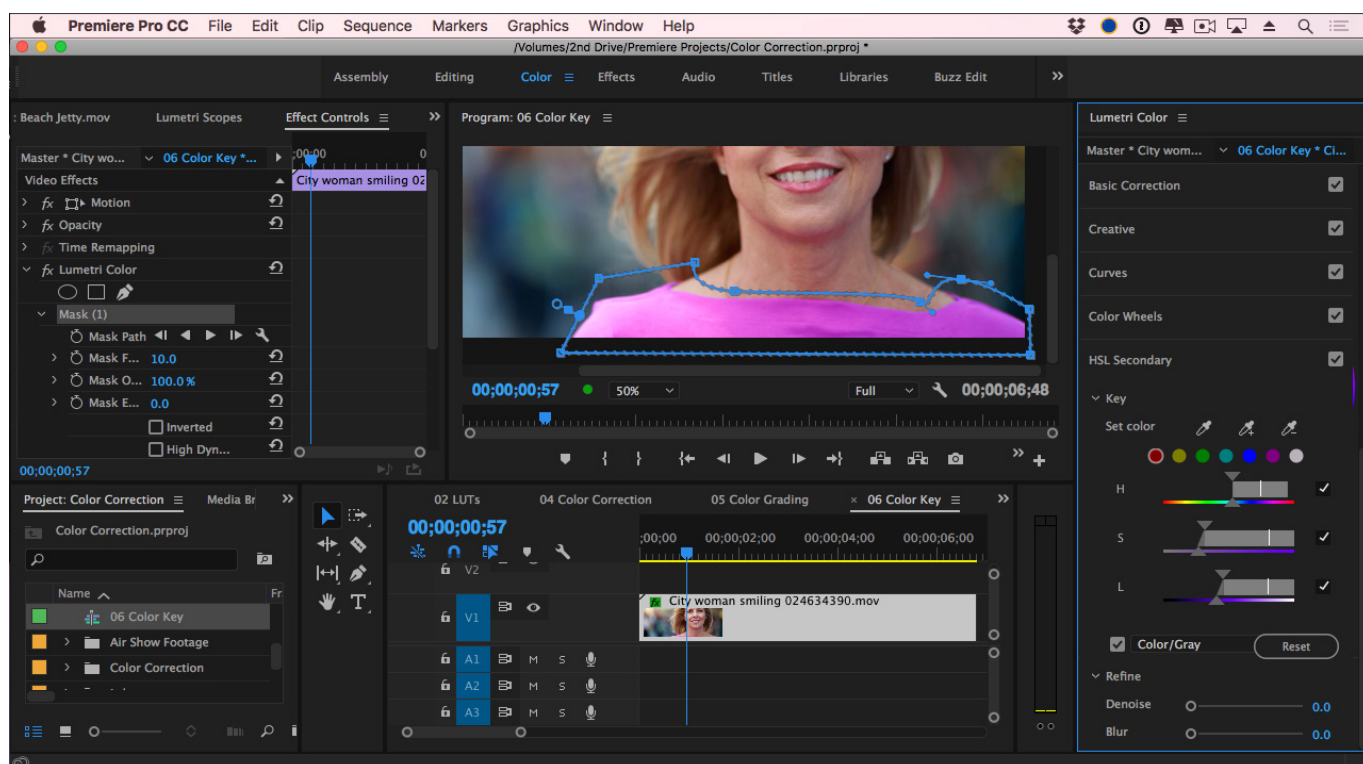 Premiere Pro CC File Edit Clip Sequence Markers Graphics Window Help
/Volumes/2nd Drive/Premiere Projects/Color Correction.prproj *
Assembly Editing Color Effects Audio Titles Libraries Buzz Edit
: Beach Jetty.mov Lumetri Scopes Effect Controls
Master * City wo... 06 Color Key *... ;00;00 0
Video Effects City woman smiling 02
fx Motion
fx Opacity
fx Time Remapping
fx Lumetri Color
Mask (1)
Mask Path
Mask F... 10.0
Mask O... 100.0 %
Mask E... 0.0
Inverted
High Dyn...
00;00;00;57
Program: 06 Color Key
00;00;00;57 50% Full 00;00;06;48
Lumetri Color
Master * City wom... 06 Color Key * Ci...
Basic Correction
Creative
Curves
Color Wheels
HSL Secondary
Key
Set color
H
S
L
Color/Gray Reset
Refine
Denoise 0.0
Blur 0.0
Project: Color Correction Media Br
Color Correction.prproj
Name Fr
06 Color Key
Air Show Footage
Color Correction
T
02 LUTs 04 Color Correction 05 Color Grading × 06 Color Key
00;00;00;57 ;00;00 00;00;02;00 00;00;04;00 00;00;06;00
V2
fx City woman smiling 024634390.mov
V1
A1 M S
A2 M S
A3 M S